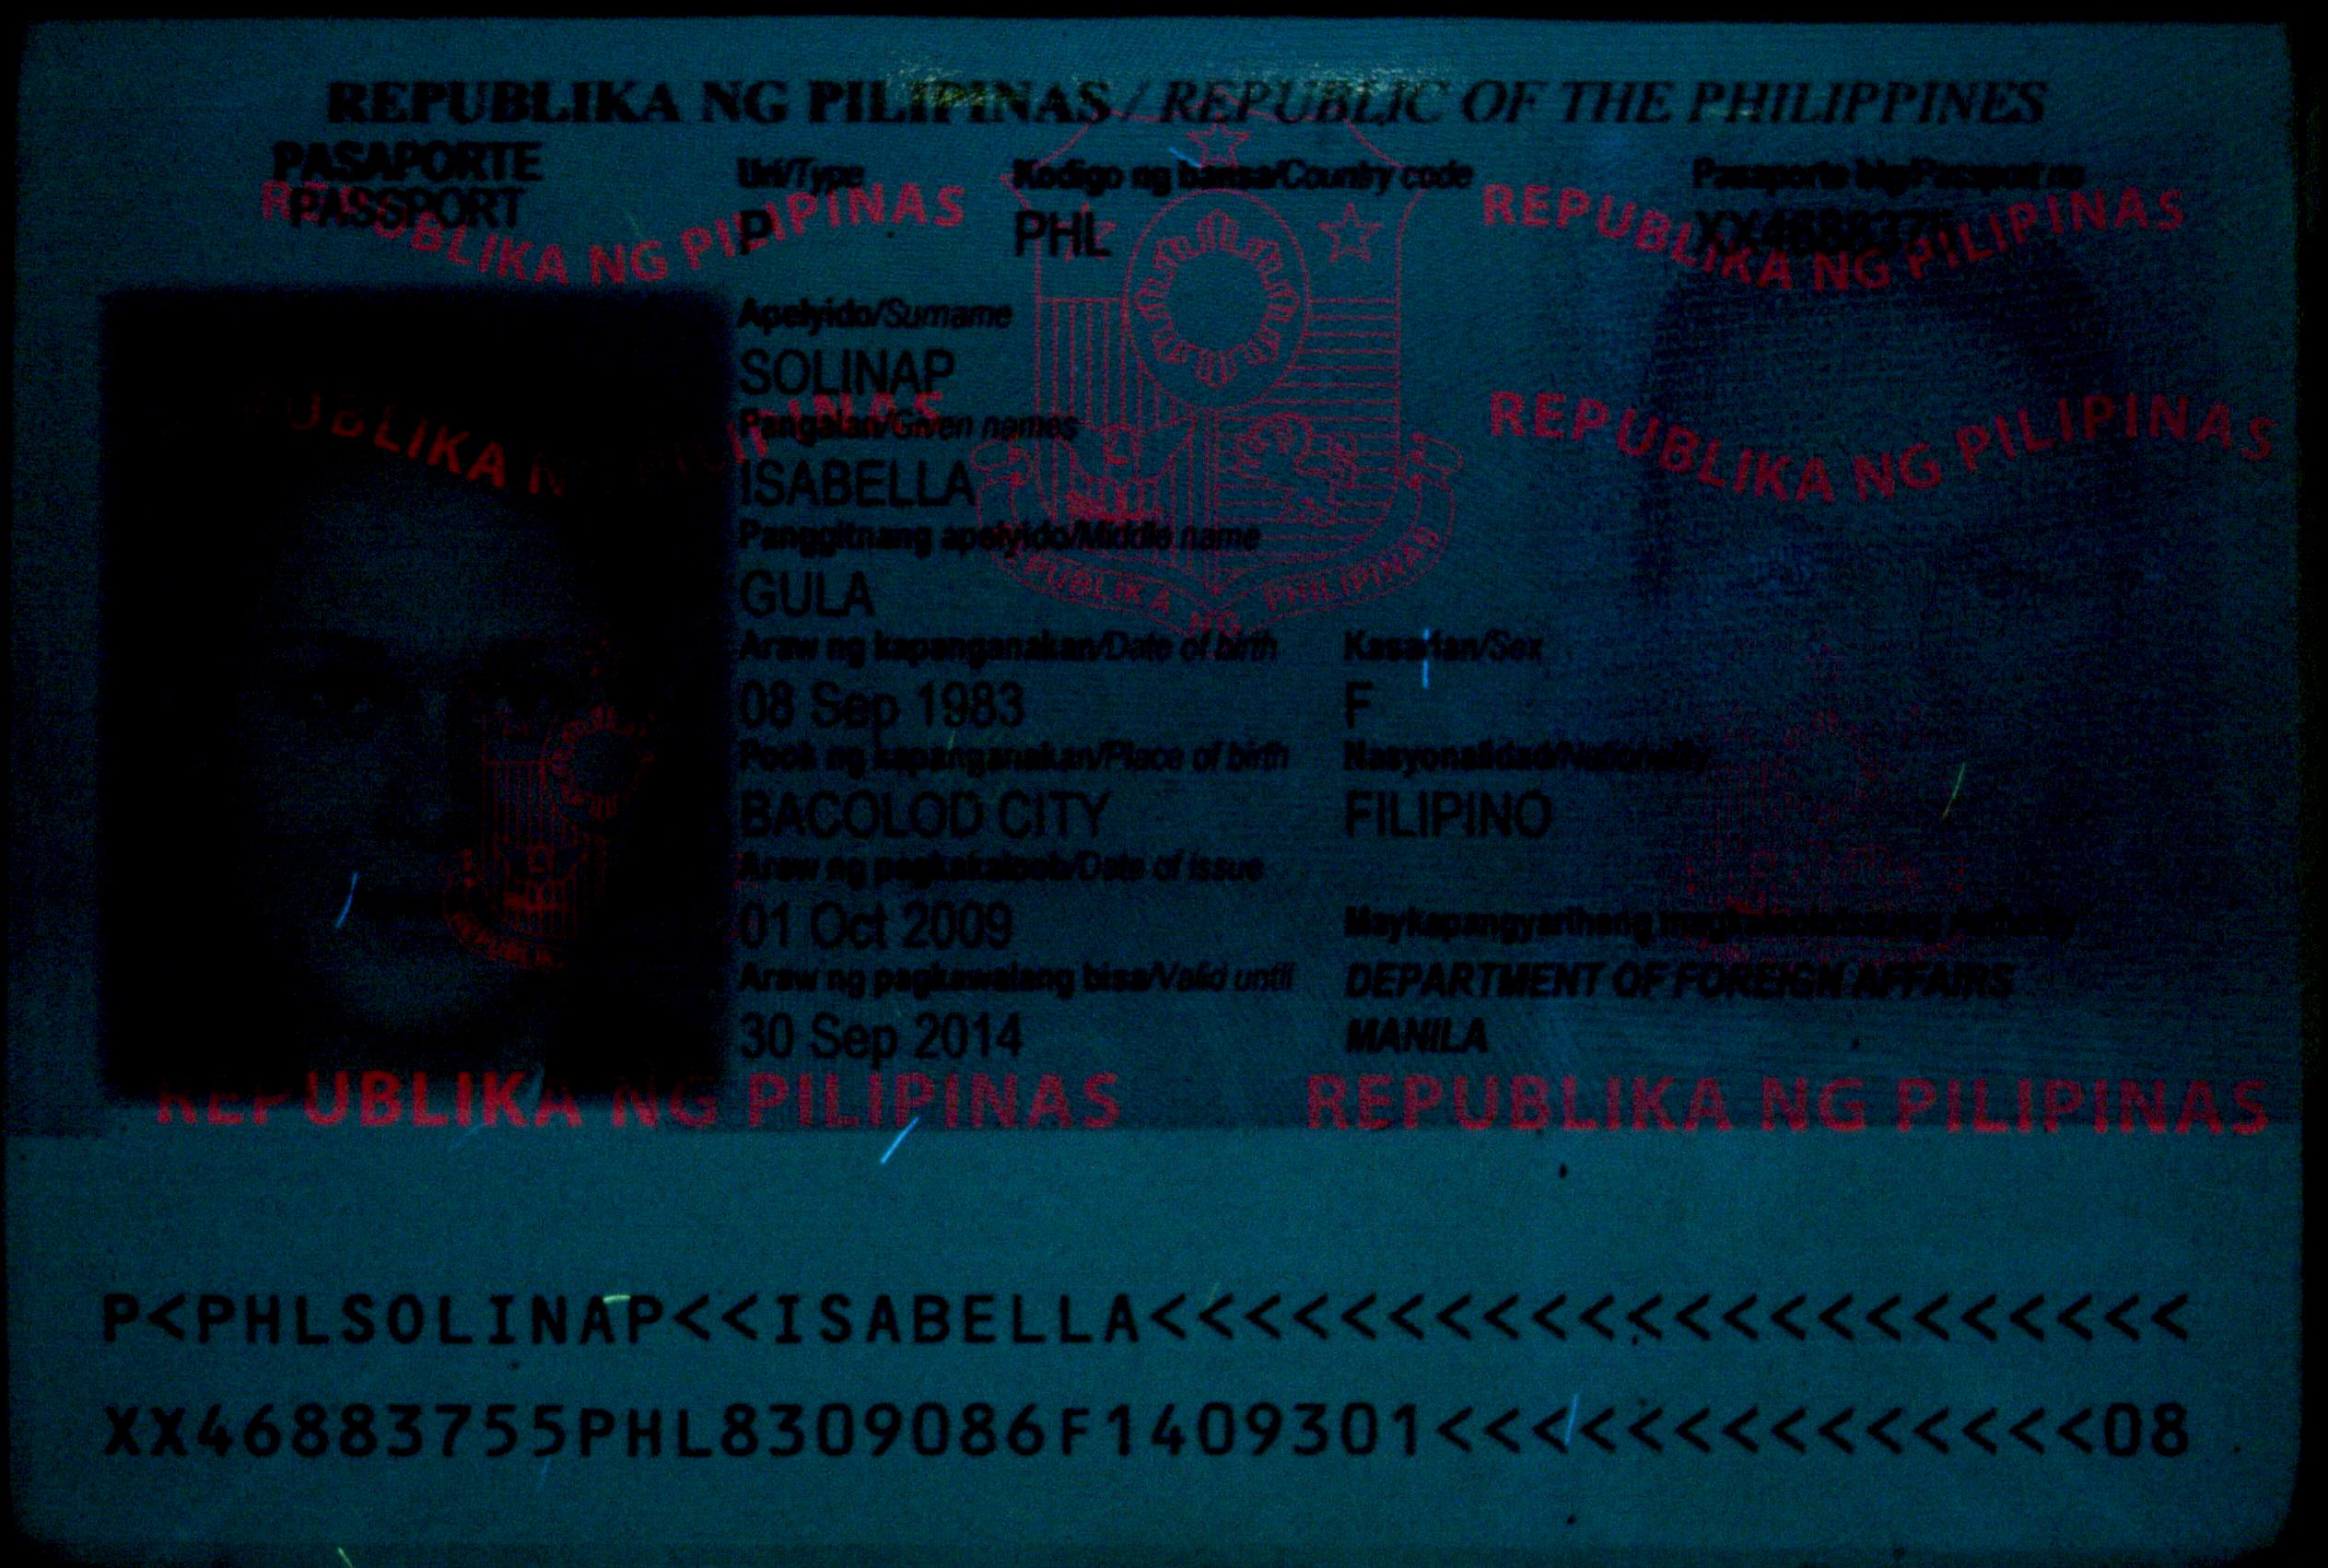 REPUBLIKA NG PILIPINAS / REPUBLIC OF THE PHILIPPINES
PASAPORTE
PASSPORT
Uri/Type
P
Kodigo ng bansa/Country code
PHL
Pasaporte blg/Passport no
XX4688375
REPUBLIKA NG PILIPINAS
REPUBLIKA NG PILIPINAS
Apelyido/Surname
SOLINAP
REPUBLIKA NG PILIPINAS
Pangalan/Given names
ISABELLA
REPUBLIKA NG PILIPINAS
Panggitnang apelyido/Middle name
GULA
REPUBLIKA NG PILIPINAS
Araw ng kapanganakan/Date of birth
08 Sep 1983
Kasarian/Sex
F
Pook ng kapanganakan/Place of birth
BACOLOD CITY
Nasyonalidad/Nationality
FILIPINO
Araw ng pagkakaloob/Date of issue
01 Oct 2009
Maykapangyarihang Authority
DEPARTMENT OF FOREIGN AFFAIRS
MANILA
Araw ng pagkawalang bisa/Valid until
30 Sep 2014
REPUBLIKA NG PILIPINAS
REPUBLIKA NG PILIPINAS
P<PHLSOLINAP<<ISABELLA<<<<<<<<<<<<<<<<<<<<<<
XX46883755PHL8309086F1409301<<<<<<<<<<<<<<08